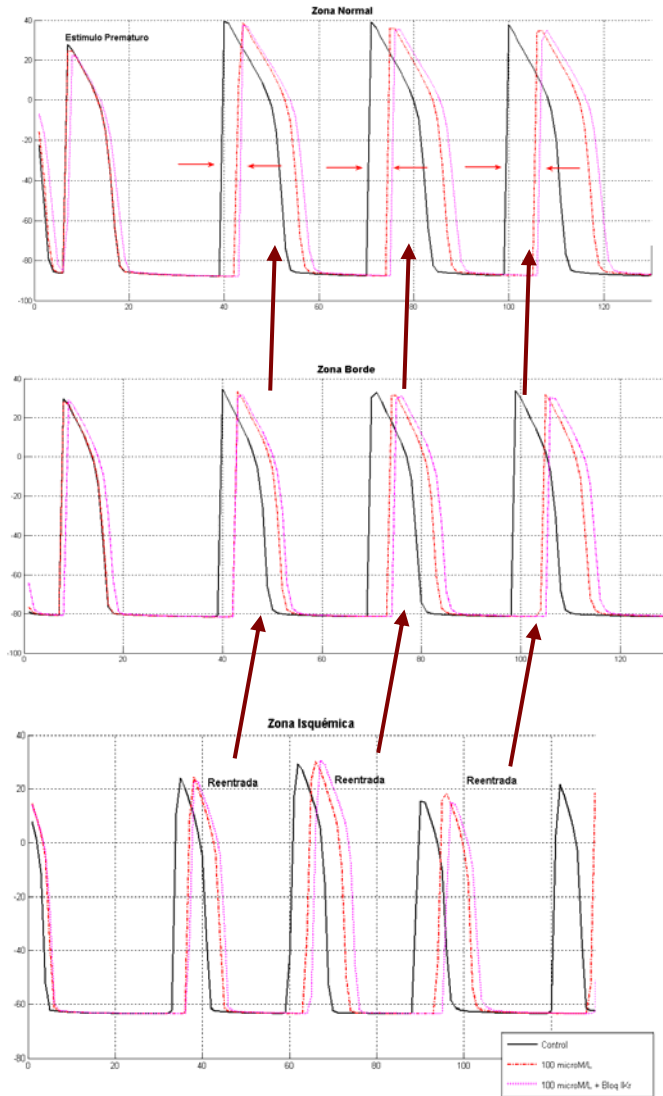 Zona Normal
Estimulo Prematuro
40
20
0
-20
-40
-60
-80
-100
0 20 40 60 80 100 120
Zona Borde
40
20
0
-20
-40
-60
-80
-100
20 40 60 80 100 120
Zona Isquémica
40
20
0
-20
-40
-60
-80
Reentrada Reentrada Reentrada
0 20 40 60 80 100
Control
100 microM/L
100 microM/L + Bloq IKr